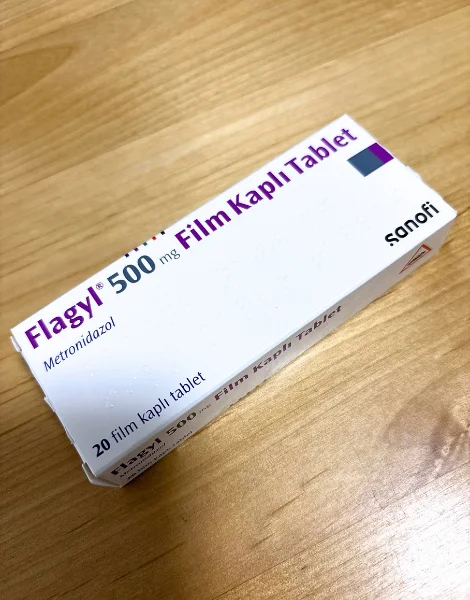 Flagyl® 500 mg Film Kaplı Tablet
Metronidazol
20 film kaplı tablet
sanofi
Flagyl 500 mg Film Kaplı Tablet